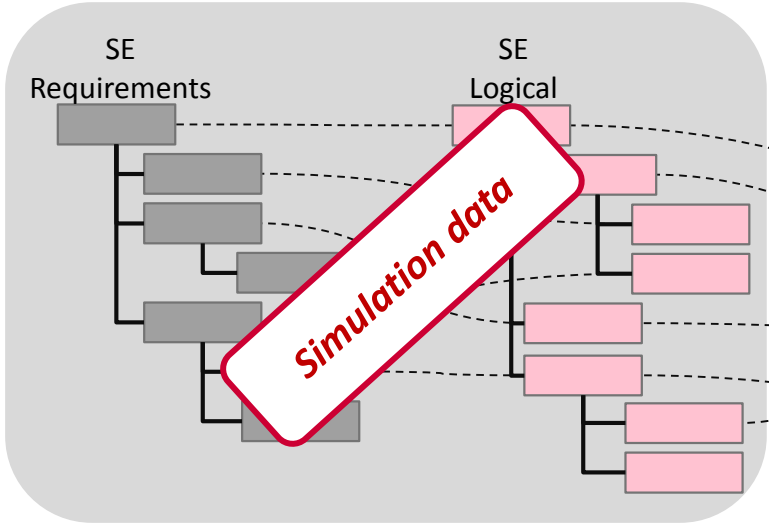 SE
Requirements
SE
Logical
Simulation data